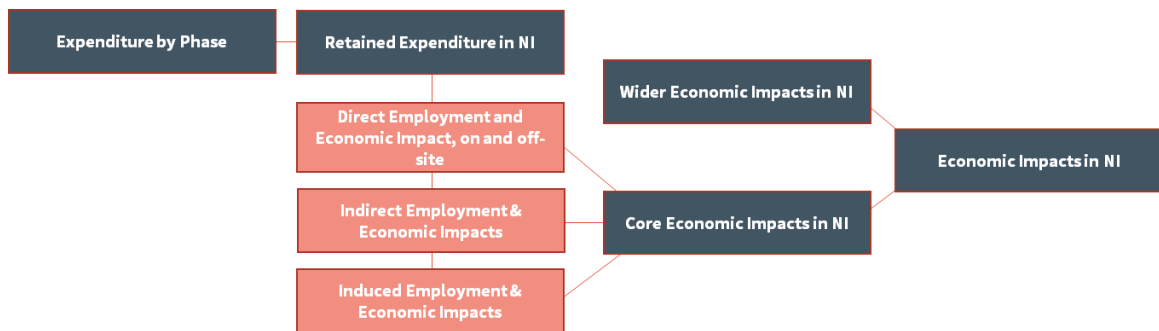 Expenditure by Phase
Retained Expenditure in NI
Direct Employment and
Economic Impact, on and off-
site
Indirect Employment &
Economic Impacts
Induced Employment &
Economic Impacts
Wider Economic Impacts in NI
Core Economic Impacts in NI
Economic Impacts in NI